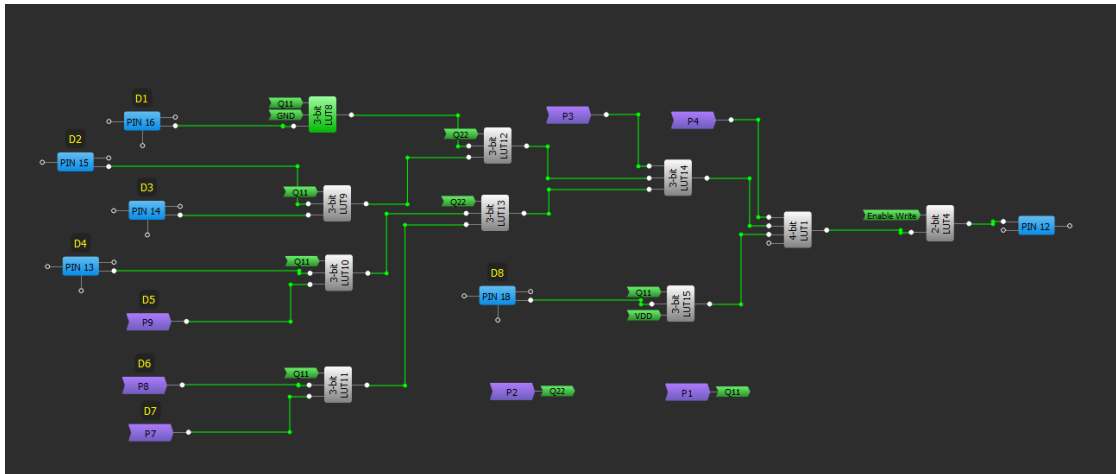 D1
PIN 16
Q11
GND
3-bit
LUT8
P3
P4
D2
PIN 15
Q22
3-bit
LUT12
D3
PIN 14
Q11
3-bit
LUT9
3-bit
LUT14
Q22
3-bit
LUT13
4-bit
LUT1
Enable Write
2-bit
LUT4
PIN 12
D4
PIN 13
Q11
3-bit
LUT10
D5
P9
D8
PIN 18
Q11
VDD
3-bit
LUT15
D6
P8
Q11
3-bit
LUT11
D7
P7
P2
Q22
P1
Q11